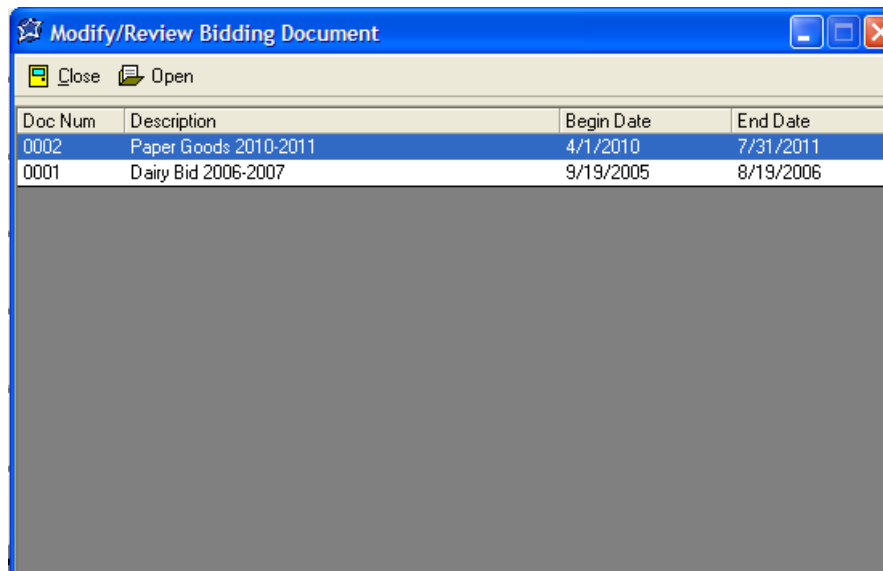 Modify/Review Bidding Document
Close Open
Doc Num Description Begin Date End Date
0002 Paper Goods 2010-2011 4/1/2010 7/31/2011
0001 Dairy Bid 2006-2007 9/19/2005 8/19/2006